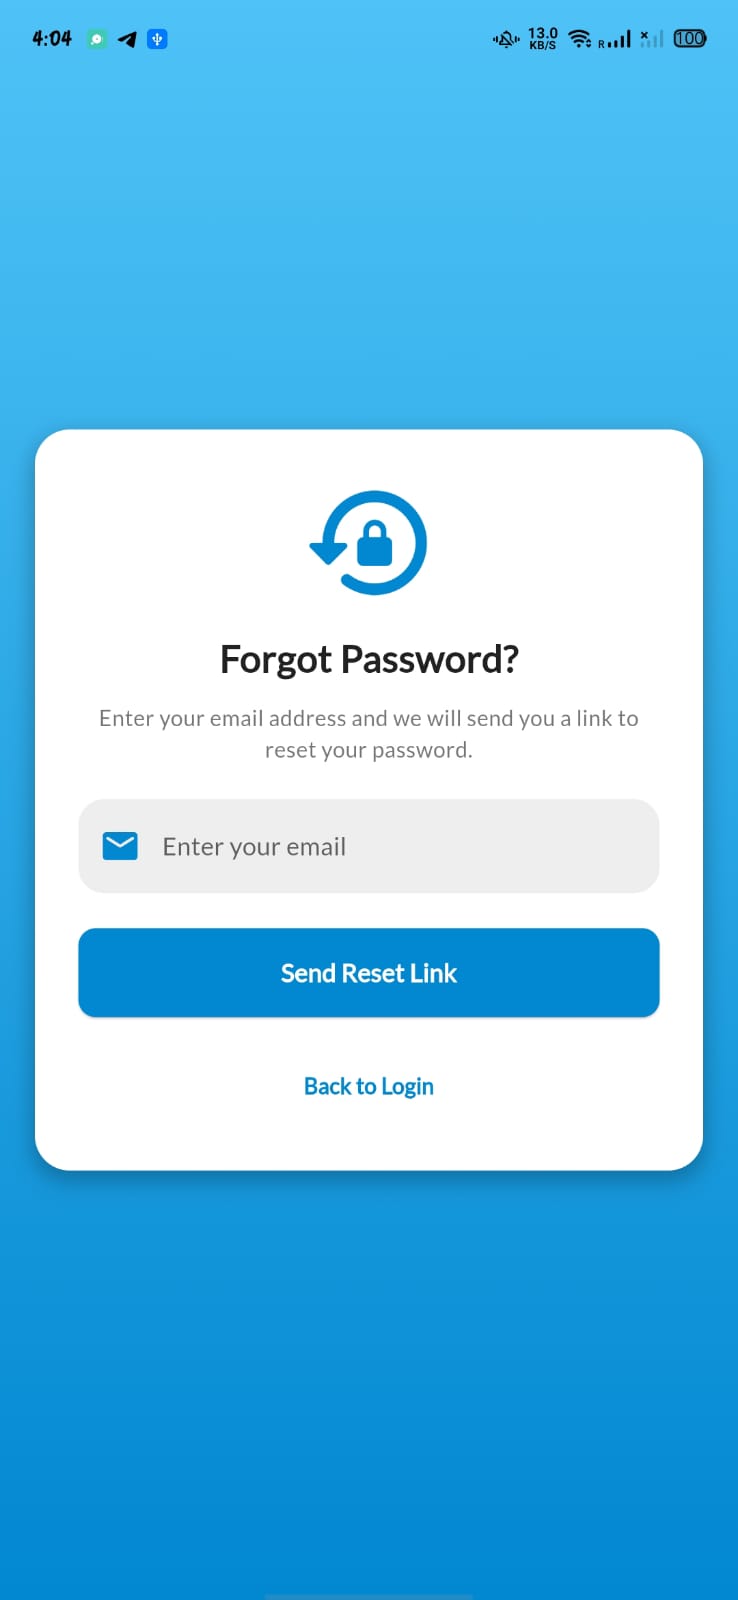 4:04
13.0
KB/S
R
100
Forgot Password?
Enter your email address and we will send you a link to
reset your password.
Enter your email
Send Reset Link
Back to Login